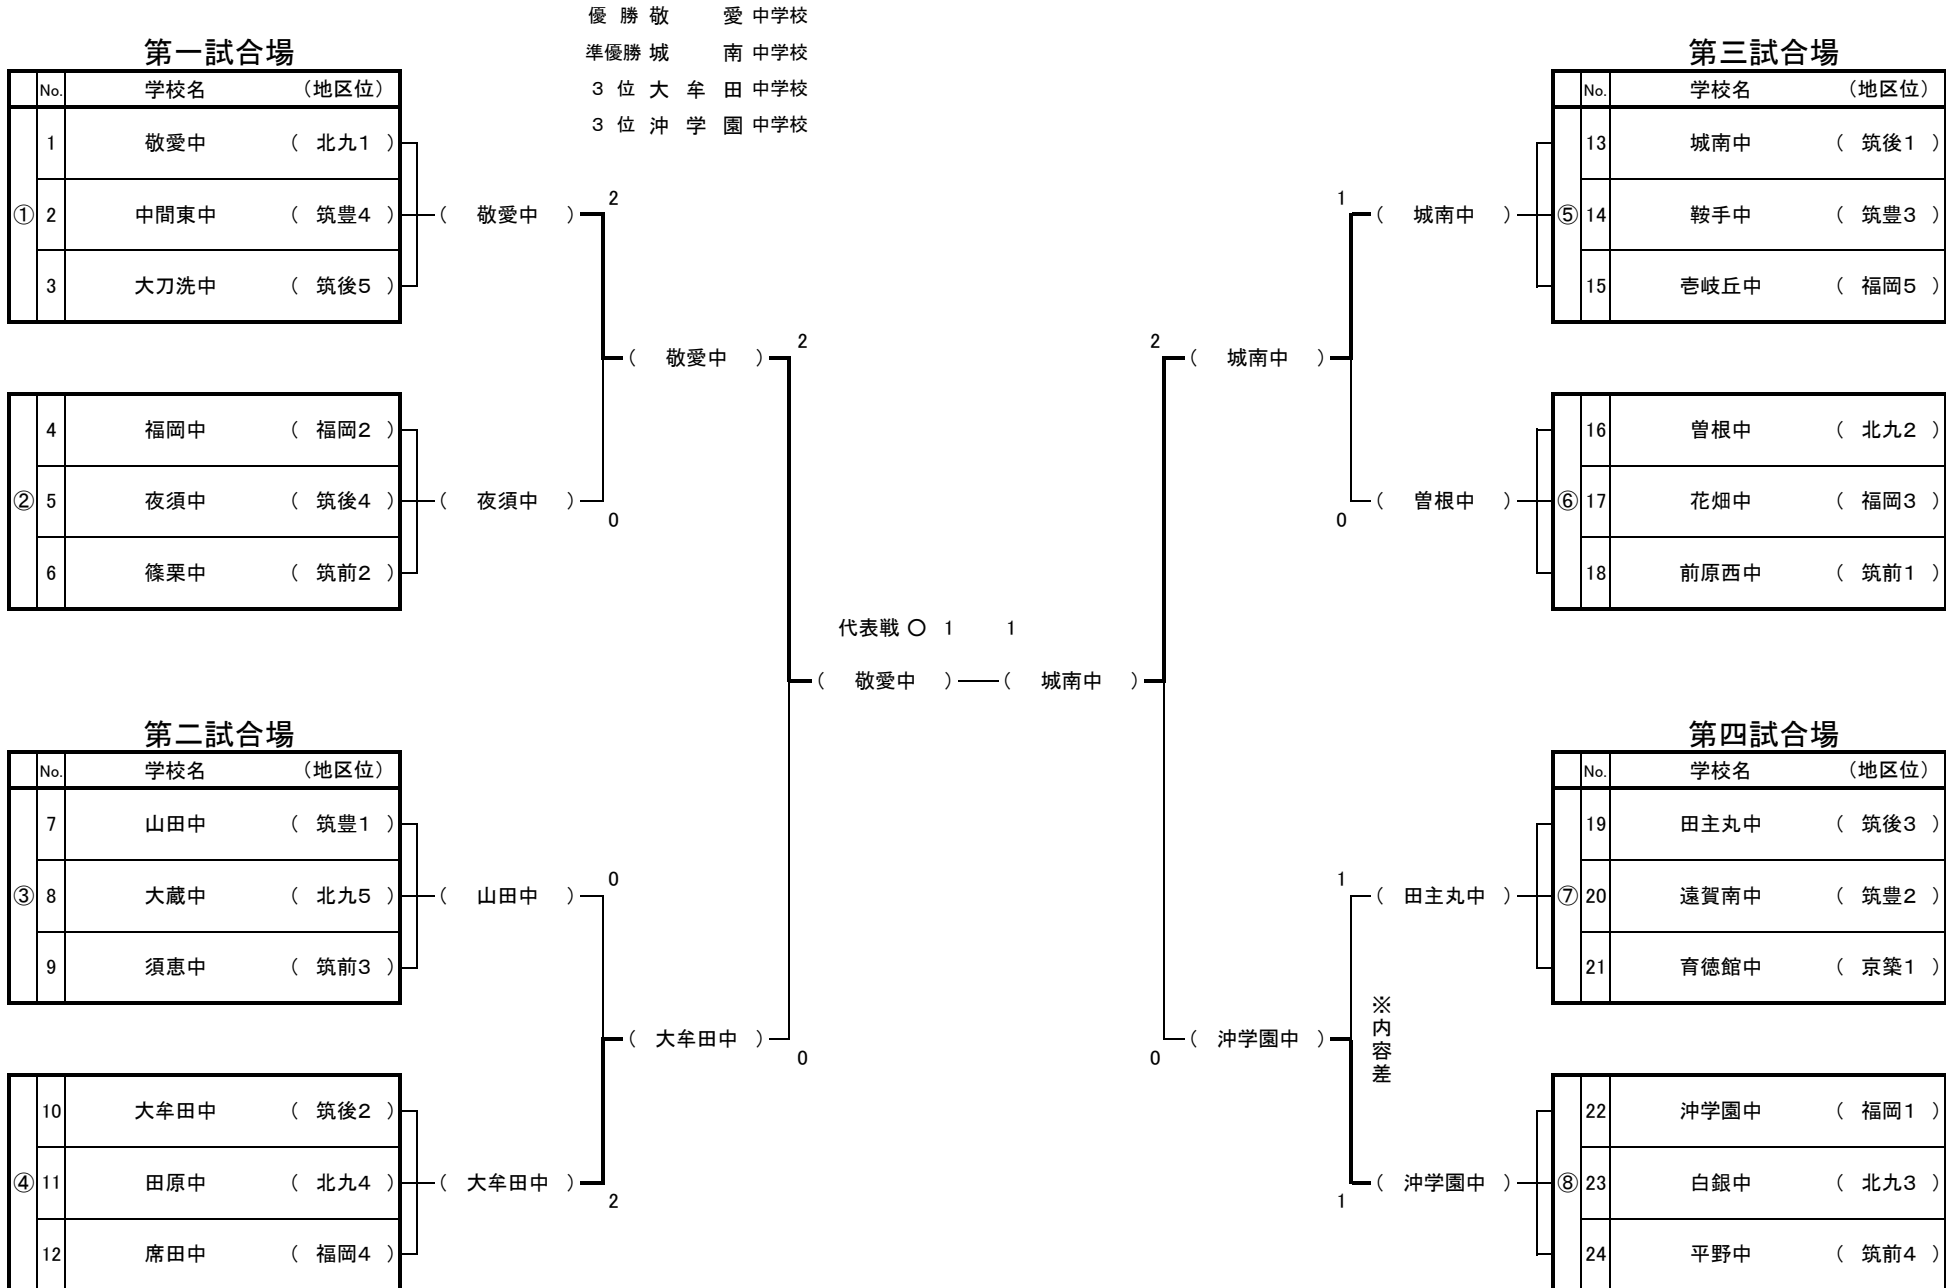 優 勝 敬 愛 中学校
準優勝 城 南 中学校
3 位 大 牟 田 中学校
3 位 沖 学 園 中学校
第一試合場
No. 学校名 （地区位）
① 
1 敬愛中 （ 北九1 ）
2 中間東中 （ 筑豊4 ）
3 大刀洗中 （ 筑後5 ）
②
4 福岡中 （ 福岡2 ）
5 夜須中 （ 筑後4 ）
6 篠栗中 （ 筑前2 ）
第二試合場
No. 学校名 （地区位）
③
7 山田中 （ 筑豊1 ）
8 大蔵中 （ 北九5 ）
9 須恵中 （ 筑前3 ）
④
10 大牟田中 （ 筑後2 ）
11 田原中 （ 北九4 ）
12 席田中 （ 福岡4 ）
2
（ 敬愛中 ）
（ 夜須中 ）
0
（ 敬愛中 ）
2
0
（ 山田中 ）
（ 大牟田中 ）
2
（ 大牟田中 ）
0
代表戦 〇 1 1
（ 敬愛中 ） （ 城南中 ）
2
（ 城南中 ）
1
（ 城南中 ）
（ 曽根中 ）
0
（ 沖学園中 ）
0
1
（ 田主丸中 ）
※内容差
（ 沖学園中 ）
1
第三試合場
No. 学校名 （地区位）
⑤
13 城南中 （ 筑後1 ）
14 鞍手中 （ 筑豊3 ）
15 壱岐丘中 （ 福岡5 ）
⑥
16 曽根中 （ 北九2 ）
17 花畑中 （ 福岡3 ）
18 前原西中 （ 筑前1 ）
第四試合場
No. 学校名 （地区位）
⑦
19 田主丸中 （ 筑後3 ）
20 遠賀南中 （ 筑豊2 ）
21 育徳館中 （ 京築1 ）
⑧
22 沖学園中 （ 福岡1 ）
23 白銀中 （ 北九3 ）
24 平野中 （ 筑前4 ）